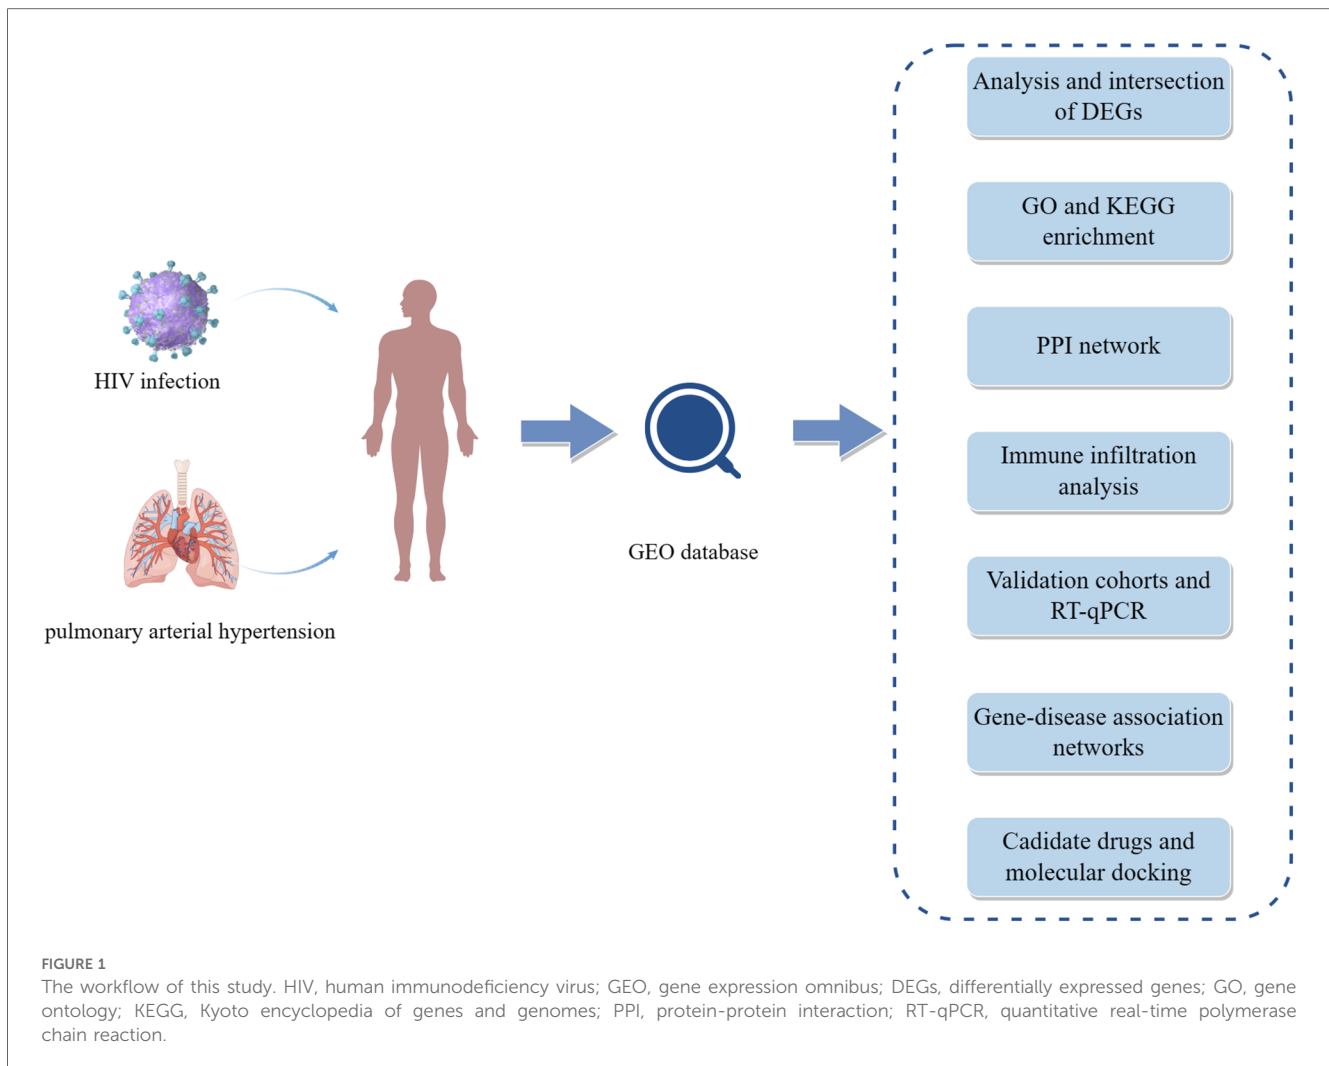 HIV infection
pulmonary arterial hypertension
GEO database
Analysis and intersection
of DEGs
GO and KEGG
enrichment
PPI network
Immune infiltration
analysis
Validation cohorts and
RT-qPCR
Gene-disease association
networks
Cadidate drugs and
molecular docking
FIGURE 1
The workflow of this study. HIV, human immunodeficiency virus; GEO, gene expression omnibus; DEGs, differentially expressed genes; GO, gene
ontology; KEGG, Kyoto encyclopedia of genes and genomes; PPI, protein-protein interaction; RT-qPCR, quantitative real-time polymerase
chain reaction.